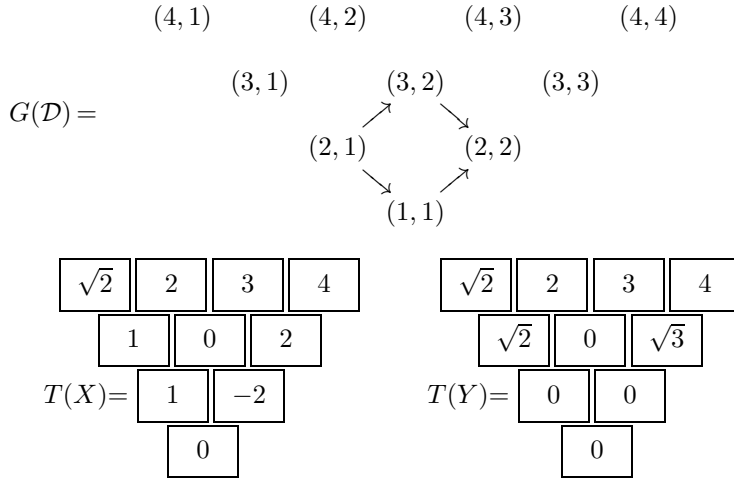 (4, 1) (4, 2) (4, 3) (4, 4)
(3, 1) (3, 2) (3, 3)
G(𝒟) =
(2, 1) (2, 2)
(1, 1)
√2 2 3 4 √2 2 3 4
1 0 2 √2 0 √3
T(X)= 1 −2 T(Y)= 0 0
0 0